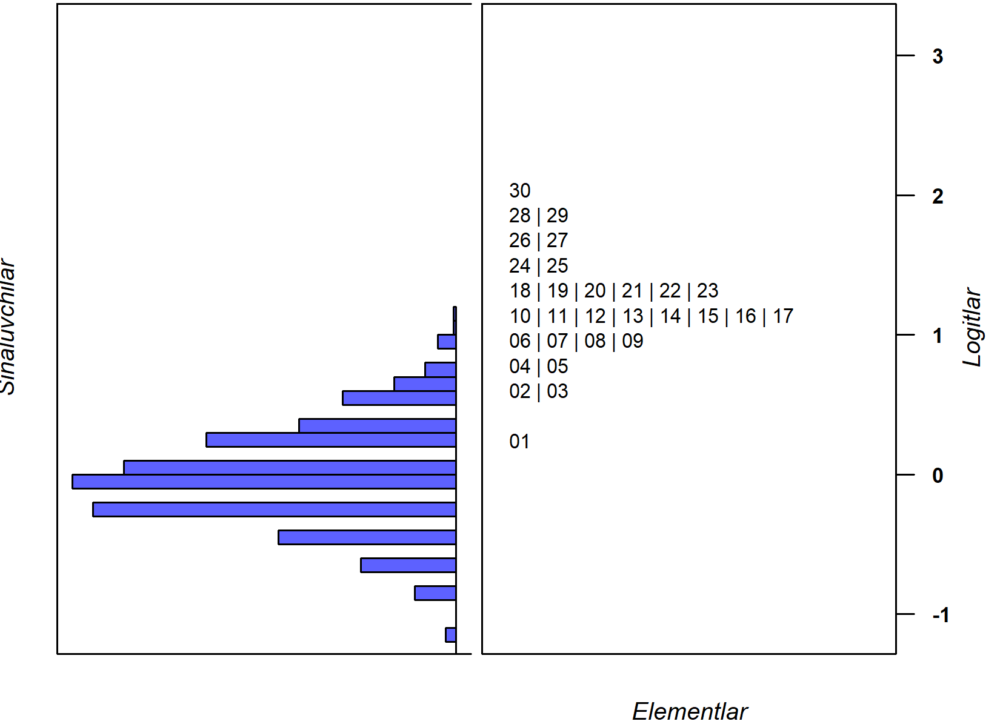 Sinaluvchilar
30
28 | 29
26 | 27
24 | 25
18 | 19 | 20 | 21 | 22 | 23
10 | 11 | 12 | 13 | 14 | 15 | 16 | 17
06 | 07 | 08 | 09
04 | 05
02 | 03
01
3
2
1
0
-1
Logitlar
Elementlar